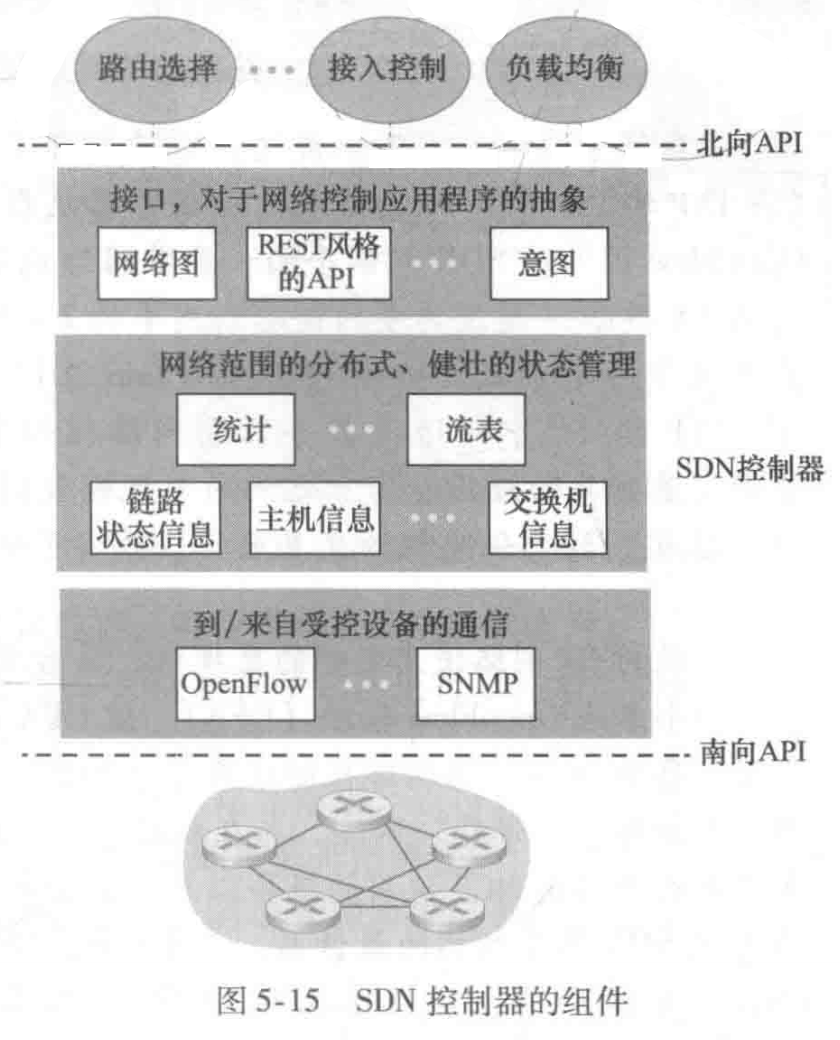 路由选择 ··· 接入控制 负载均衡
北向API
接口，对于网络控制应用程序的抽象
网络图 REST风格的API ··· 意图
网络范围的分布式、健壮的状态管理
统计 ··· 流表
SDN控制器
链路状态信息 主机信息 ··· 交换机信息
到/来自受控设备的通信
OpenFlow ··· SNMP
南向API
图 5-15 SDN 控制器的组件